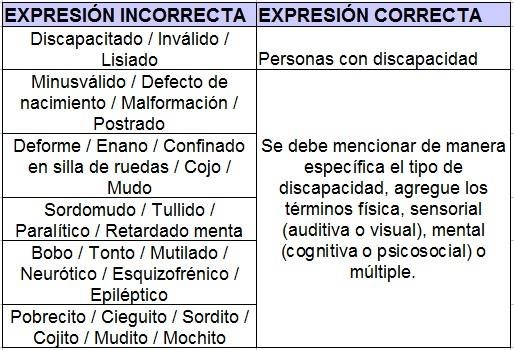 EXPRESIÓN INCORRECTA
EXPRESIÓN CORRECTA
Discapacitado / Inválido /
Lisiado
Personas con discapacidad
Minusválido / Defecto de
nacimiento / Malformación /
Postrado
Deforme / Enano / Confinado
en silla de ruedas / Cojo /
Mudo
Sordomudo / Tullido /
Paralítico / Retardado menta
Bobo / Tonto / Mutilado /
Neurótico / Esquizofrénico /
Epiléptico
Pobrecito / Cieguito / Sordito /
Cojito / Mudito / Mochito
Se debe mencionar de manera
específica el tipo de
discapacidad, agregue los
términos física, sensorial
(auditiva o visual), mental
(cognitiva o psicosocial) o
múltiple.